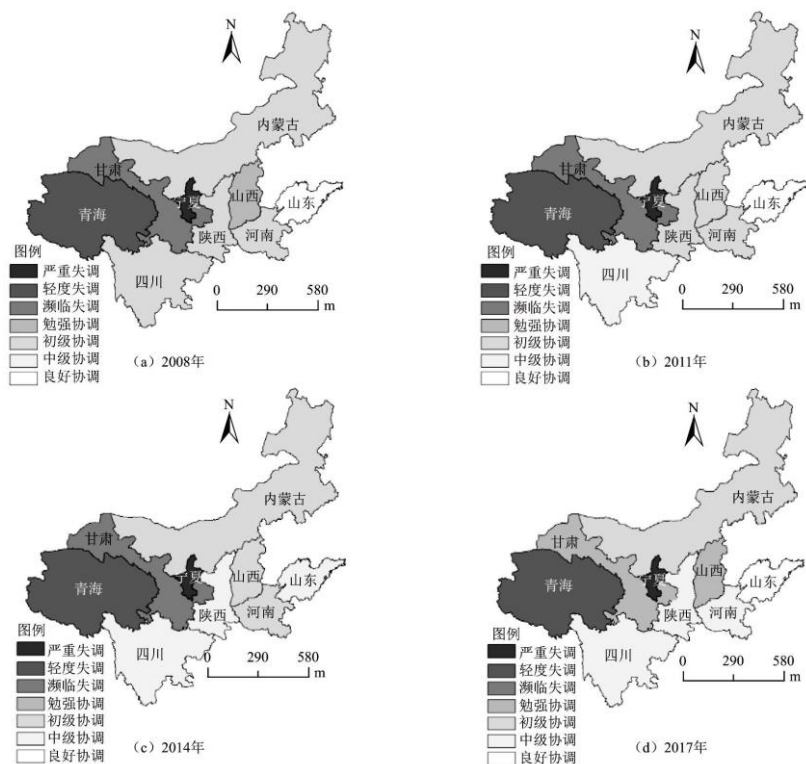 N
内蒙古
甘肃
宁夏
山西
山东
青海
陕西
河南
四川
图例
严重失调
轻度失调
濒临失调
勉强协调
初级协调
中级协调
良好协调
0 290 580
m
(a) 2008年
N
内蒙古
甘肃
宁夏
山西
山东
青海
陕西
河南
四川
图例
严重失调
轻度失调
濒临失调
勉强协调
初级协调
中级协调
良好协调
0 290 580
m
(b) 2011年
N
内蒙古
甘肃
宁夏
山西
山东
青海
陕西
河南
四川
图例
严重失调
轻度失调
濒临失调
勉强协调
初级协调
中级协调
良好协调
0 290 580
m
(c) 2014年
N
内蒙古
甘肃
宁夏
山西
山东
青海
陕西
河南
四川
图例
严重失调
轻度失调
濒临失调
勉强协调
初级协调
中级协调
良好协调
0 290 580
m
(d) 2017年